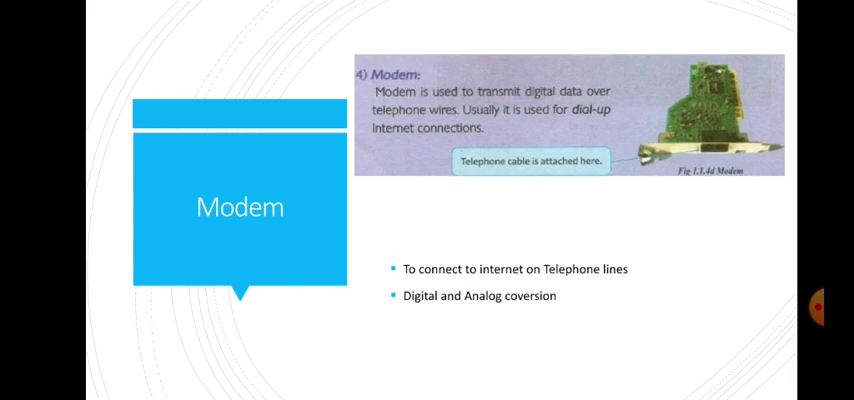 Modem
4) Modem:
Modem is used to transmit digital data over
telephone wires. Usually it is used for dial-up
Internet connections.
Telephone cable is attached here.
Fig 1.1.4d Modem
To connect to internet on Telephone lines
Digital and Analog coversion